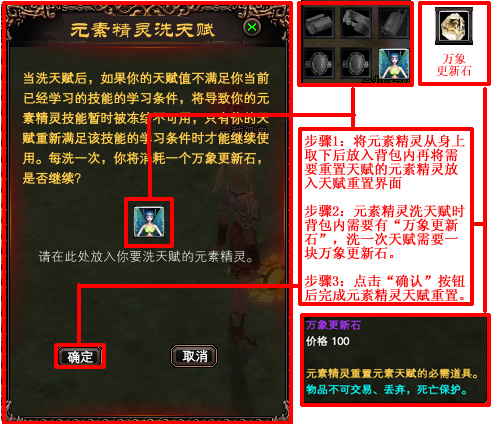 元素精灵洗天赋
当洗天赋后，如果你的天赋值不满足你当前
已经学习的技能的学习条件，将导致你的元
素精灵技能暂时被冻结不可用，只有你的天
赋重新满足该技能的学习条件时才能继续使
用。每洗一次，你将消耗一个万象更新石，
是否继续？
请在此处放入你要洗天赋的元素精灵。
确定
取消
万象
更新石
步骤1：将元素精灵从身上
取下后放入背包内再将需
要重置天赋的元素精灵放
入天赋重置界面
步骤2：元素精灵洗天赋时
背包内需要有“万象更新
石”，洗一次天赋需要一
块万象更新石。
步骤3：点击“确认”按钮
后完成元素精灵天赋重置。
万象更新石
价格 100
元素精灵重置元素天赋的必需道具。
物品不可交易、丢弃，死亡保护。